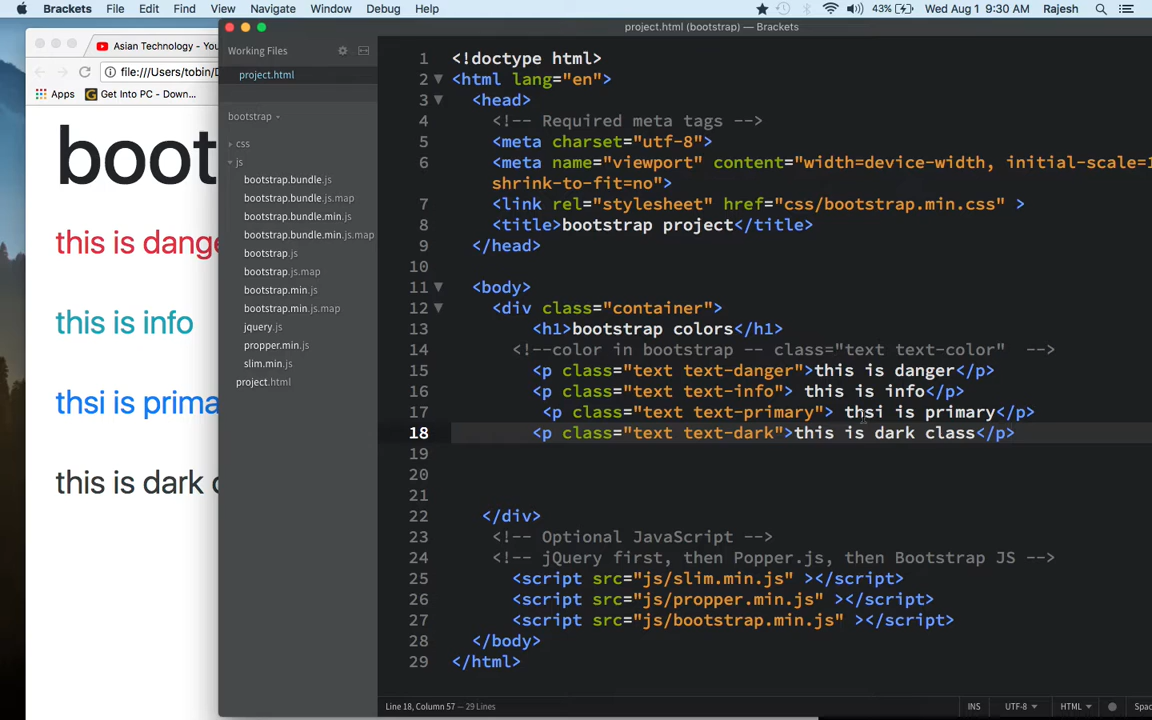 Brackets File Edit Find View Navigate Window Debug Help 43% Wed Aug 1 9:30 AM Rajesh
project.html (bootstrap) — Brackets
Asian Technology - You
file:///Users/tobin/D
Apps Get Into PC - Down...
boot
this is dange
this is info
thsi is prima
this is dark c
Working Files
project.html
bootstrap
css
js
bootstrap.bundle.js
bootstrap.bundle.js.map
bootstrap.bundle.min.js
bootstrap.bundle.min.js.map
bootstrap.js
bootstrap.js.map
bootstrap.min.js
bootstrap.min.js.map
jquery.js
propper.min.js
slim.min.js
project.html
1 <!doctype html>
2 <html lang="en">
3 <head>
4 <!-- Required meta tags -->
5 <meta charset="utf-8">
6 <meta name="viewport" content="width=device-width, initial-scale=1
shrink-to-fit=no">
7 <link rel="stylesheet" href="css/bootstrap.min.css" >
8 <title>bootstrap project</title>
9 </head>
10
11 <body>
12 <div class="container">
13 <h1>bootstrap colors</h1>
14 <!--color in bootstrap -- class="text text-color" -->
15 <p class="text text-danger">this is danger</p>
16 <p class="text text-info"> this is info</p>
17 <p class="text text-primary"> thsi is primary</p>
18 <p class="text text-dark">this is dark class</p>
19
20
21
22 </div>
23 <!-- Optional JavaScript -->
24 <!-- jQuery first, then Popper.js, then Bootstrap JS -->
25 <script src="js/slim.min.js" ></script>
26 <script src="js/propper.min.js" ></script>
27 <script src="js/bootstrap.min.js" ></script>
28 </body>
29 </html>
Line 18, Column 57 — 29 Lines
INS UTF-8 HTML Spac